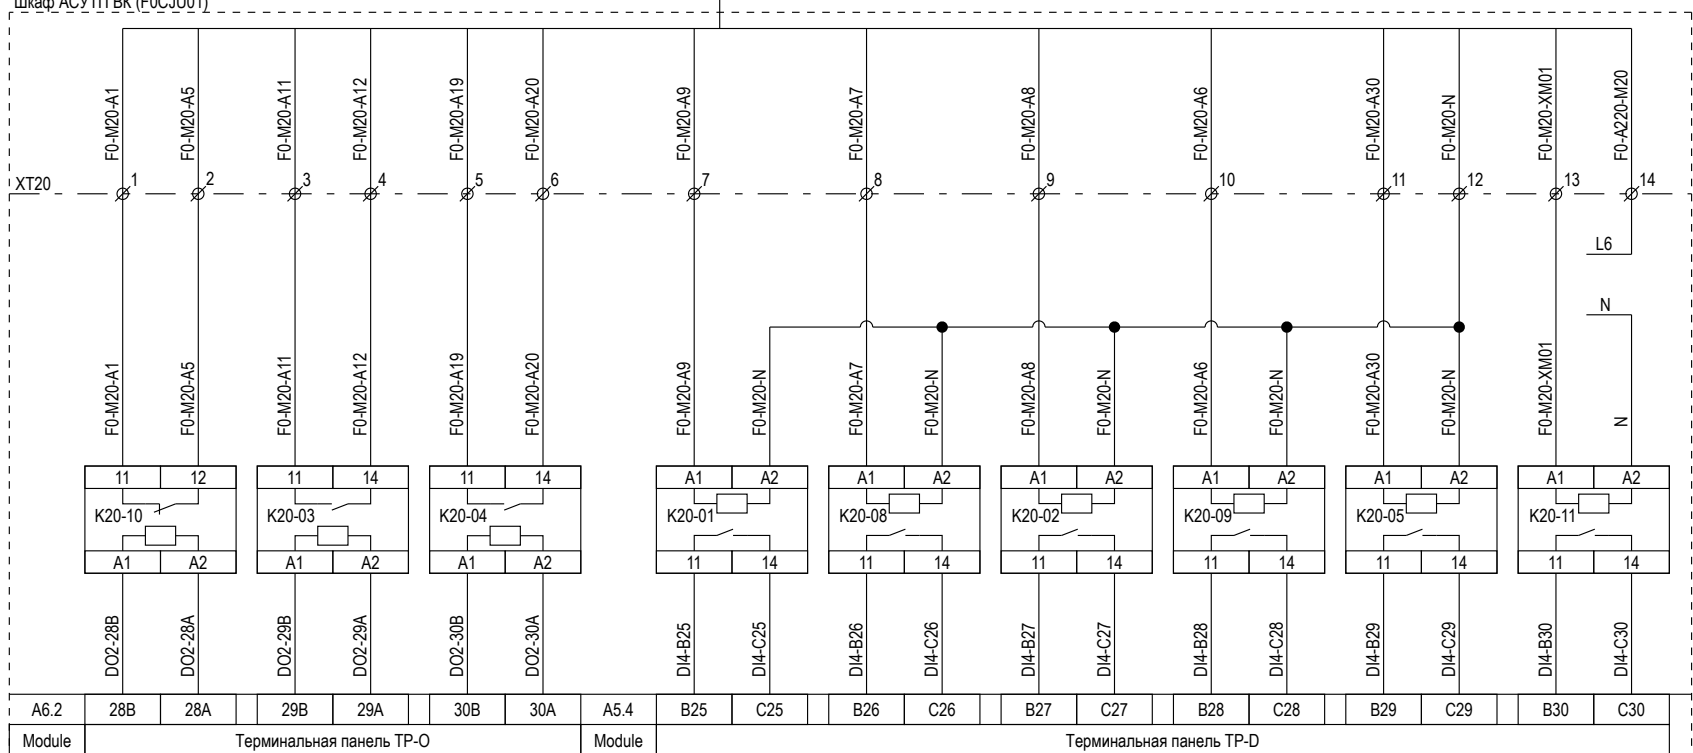 Шкаф АСУТП ВК (F0CJU01)
F0-M20-A1
F0-M20-A5
F0-M20-A11
F0-M20-A12
F0-M20-A19
F0-M20-A20
F0-M20-A9
F0-M20-A7
F0-M20-A8
F0-M20-A6
F0-M20-A30
F0-M20-N
F0-M20-XM01
F0-A220-M20
XT20 1 2 3 4 5 6 7 8 9 10 11 12 13 14
L6
N
F0-M20-A1
F0-M20-A5
F0-M20-A11
F0-M20-A12
F0-M20-A19
F0-M20-A20
F0-M20-A9
F0-M20-N
F0-M20-A7
F0-M20-N
F0-M20-A8
F0-M20-N
F0-M20-A6
F0-M20-N
F0-M20-A30
F0-M20-N
F0-M20-XM01
N
11 12 11 14 11 14 A1 A2 A1 A2 A1 A2 A1 A2 A1 A2 A1 A2
K20-10 K20-03 K20-04 K20-01 K20-08 K20-02 K20-09 K20-05 K20-11
A1 A2 A1 A2 A1 A2 11 14 11 14 11 14 11 14 11 14 11 14
DO2-28B
DO2-28A
DO2-29B
DO2-29A
DO2-30B
DO2-30A
DI4-B25
DI4-C25
DI4-B26
DI4-C26
DI4-B27
DI4-C27
DI4-B28
DI4-C28
DI4-B29
DI4-C29
DI4-B30
DI4-C30
A6.2 28B 28A 29B 29A 30B 30A A5.4 B25 C25 B26 C26 B27 C27 B28 C28 B29 C29 B30 C30
Module Терминальная панель TP-O Module Терминальная панель TP-D